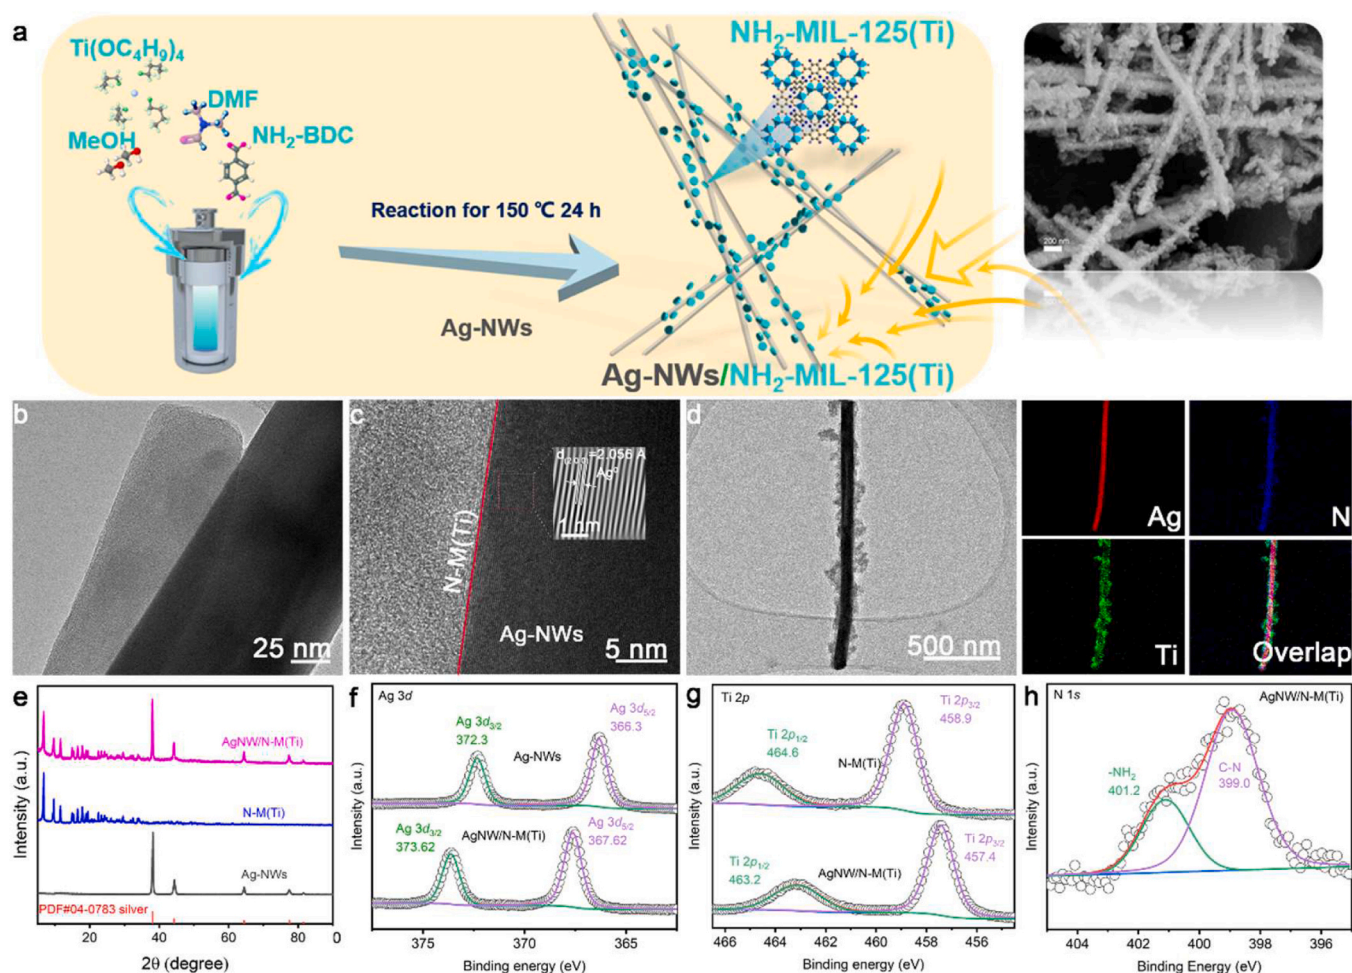 a
Ti(OC₄H₉)₄
DMF
MeOH
NH₂-BDC
Reaction for 150 ℃ 24 h
Ag-NWs
NH₂-MIL-125(Ti)
Ag-NWs/NH₂-MIL-125(Ti)
200 nm
b
25 nm
c
d₍₂₀₀₎=2.056 A
Ag⁰
1 nm
N-M(Ti)
Ag-NWs
5 nm
d
500 nm
Ag
N
Ti
Overlap
e
Intensity (a.u.)
AgNW/N-M(Ti)
N-M(Ti)
Ag-NWs
PDF#04-0783 silver
20 40 60 80 0
2θ (degree)
f
Intensity (a.u.)
Ag 3d
Ag 3d₃/₂
372.3
Ag-NWs
Ag 3d₅/₂
366.3
Ag 3d₃/₂
373.62
AgNW/N-M(Ti)
Ag 3d₅/₂
367.62
375 370 365
Binding energy (eV)
g
Intensity (a.u.)
Ti 2p
Ti 2p₁/₂
464.6
N-M(Ti)
Ti 2p₃/₂
458.9
Ti 2p₁/₂
463.2
AgNW/N-M(Ti)
Ti 2p₃/₂
457.4
466 464 462 460 458 456
Binding energy (eV)
h
Intensity (a.u.)
N 1s
AgNW/N-M(Ti)
-NH₂
401.2
C-N
399.0
404 402 400 398 396
Binding Energy (eV)